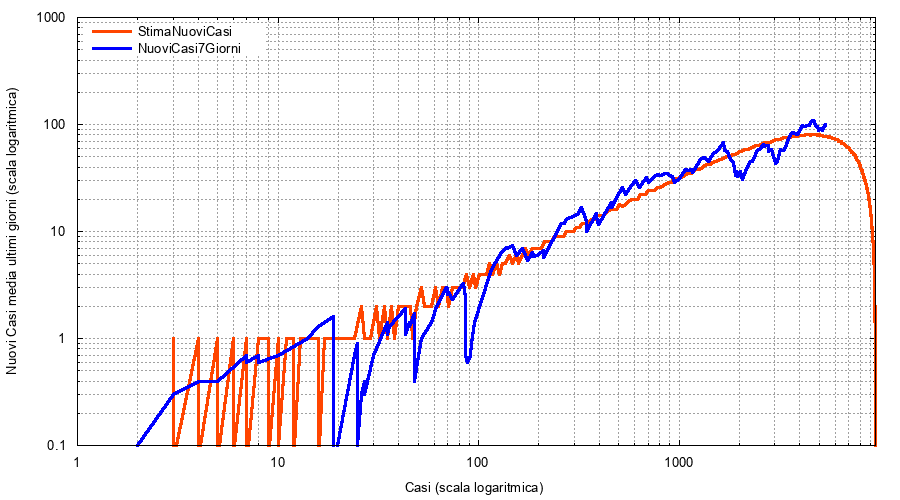 1000
StimaNuoviCasi
NuoviCasi7Giorni
100
10
1
0.1
Nuovi Casi media ultimi giorni (scala logaritmica)
1
10
100
1000
Casi (scala logaritmica)